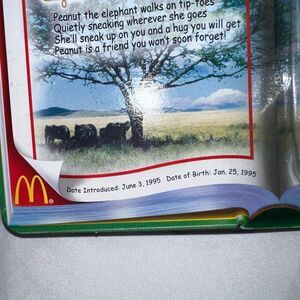 Peanut the elephant walks on tip-toes
Quietly sneaking wherever she goes
She'll sneak up on you and a hug you will get
Peanut is a friend you won't soon forget!
Date Introduced: June 3, 1995 Date of Birth: Jan. 25, 1995